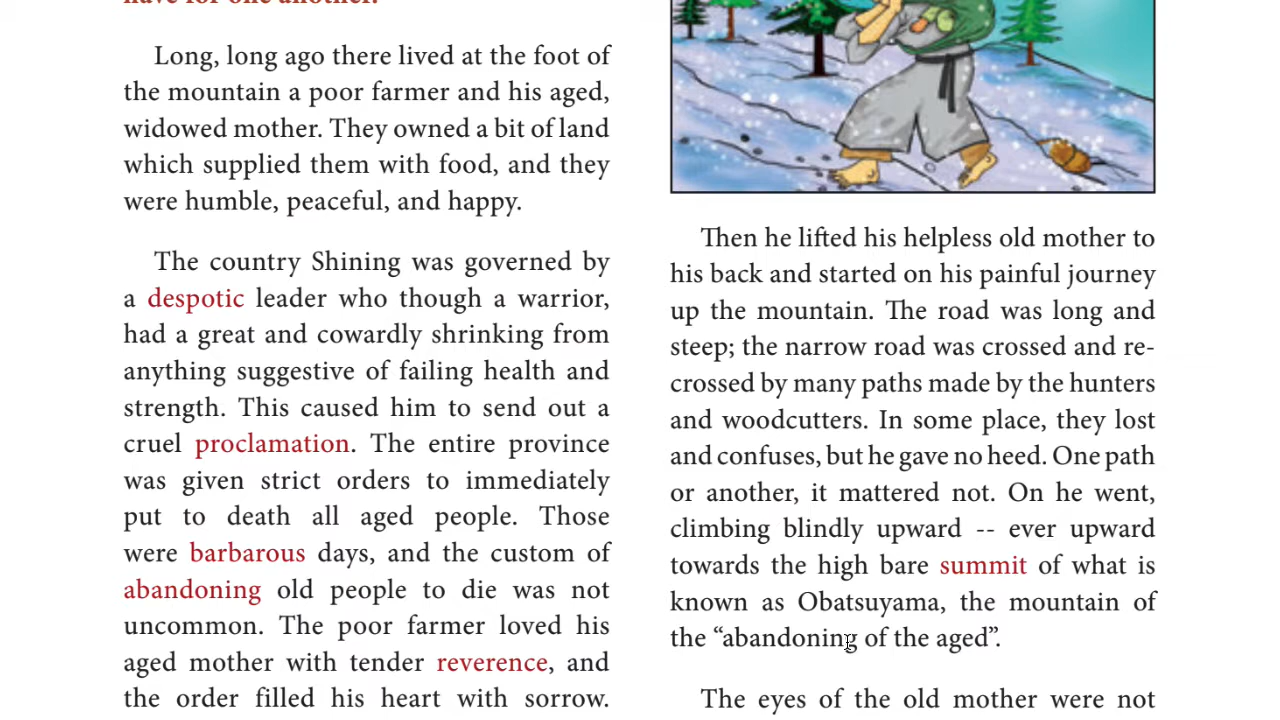 have for one another.
Long, long ago there lived at the foot of
the mountain a poor farmer and his aged,
widowed mother. They owned a bit of land
which supplied them with food, and they
were humble, peaceful, and happy.
The country Shining was governed by
a despotic leader who though a warrior,
had a great and cowardly shrinking from
anything suggestive of failing health and
strength. This caused him to send out a
cruel proclamation. The entire province
was given strict orders to immediately
put to death all aged people. Those
were barbarous days, and the custom of
abandoning old people to die was not
uncommon. The poor farmer loved his
aged mother with tender reverence, and
the order filled his heart with sorrow.
Then he lifted his helpless old mother to
his back and started on his painful journey
up the mountain. The road was long and
steep; the narrow road was crossed and re-
crossed by many paths made by the hunters
and woodcutters. In some place, they lost
and confuses, but he gave no heed. One path
or another, it mattered not. On he went,
climbing blindly upward -- ever upward
towards the high bare summit of what is
known as Obatsuyama, the mountain of
the “abandoning of the aged”.
The eyes of the old mother were not